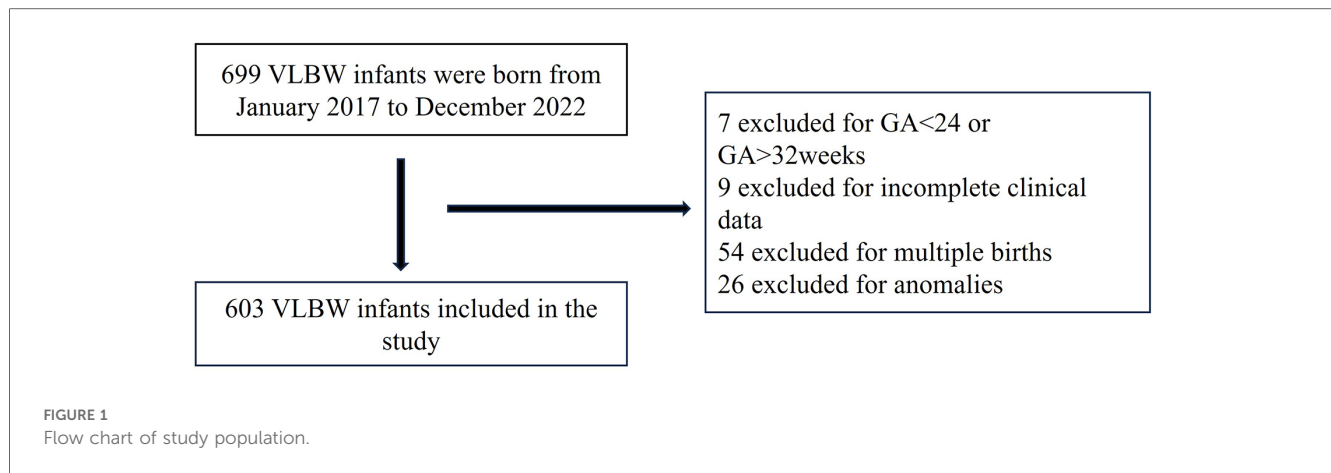 699 VLBW infants were born from
January 2017 to December 2022
7 excluded for GA<24 or
GA>32weeks
9 excluded for incomplete clinical
data
54 excluded for multiple births
26 excluded for anomalies
603 VLBW infants included in the
study
FIGURE 1
Flow chart of study population.